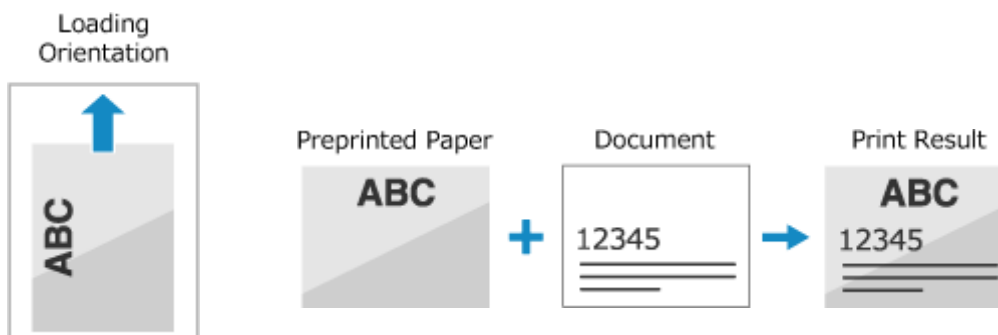 Loading
Orientation
ABC
Preprinted Paper
ABC
Document
12345
Print Result
ABC
12345